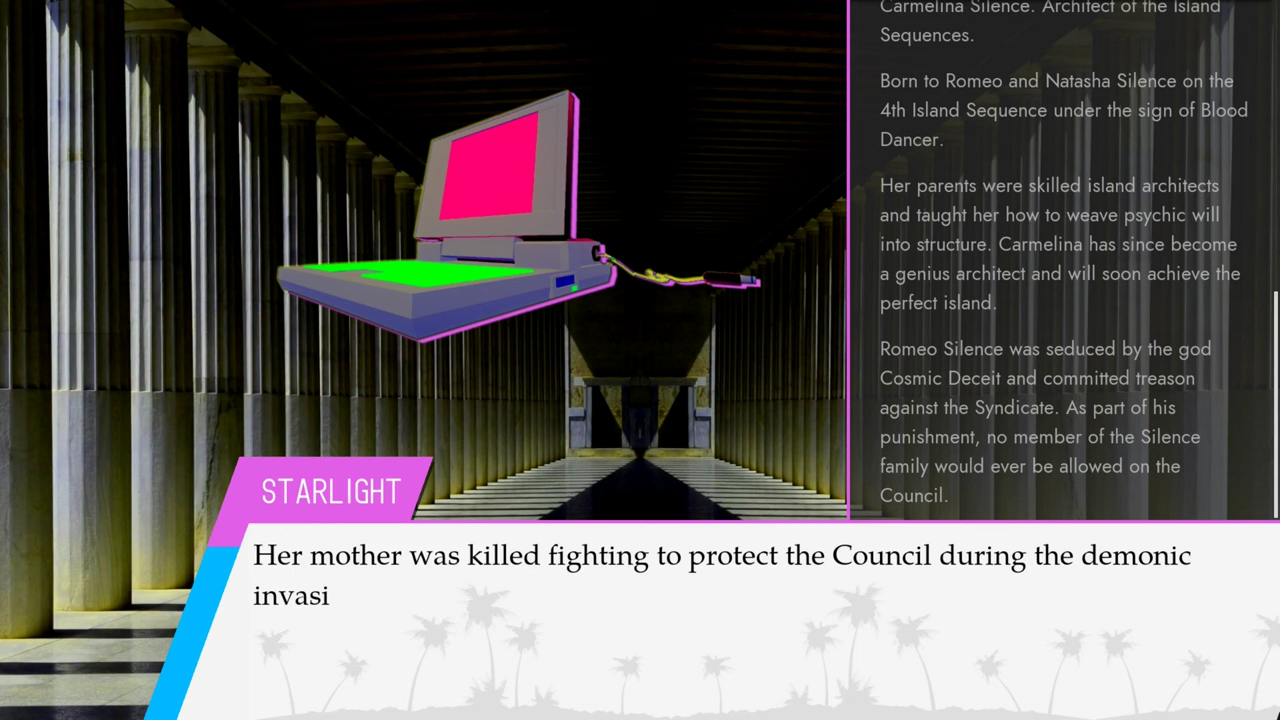 Carmelina Silence. Architect of the Island
Sequences.
Born to Romeo and Natasha Silence on the
4th Island Sequence under the sign of Blood
Dancer.
Her parents were skilled island architects
and taught her how to weave psychic will
into structure. Carmelina has since become
a genius architect and will soon achieve the
perfect island.
Romeo Silence was seduced by the god
Cosmic Deceit and committed treason
against the Syndicate. As part of his
punishment, no member of the Silence
family would ever be allowed on the
Council.
STARLIGHT
Her mother was killed fighting to protect the Council during the demonic
invasi